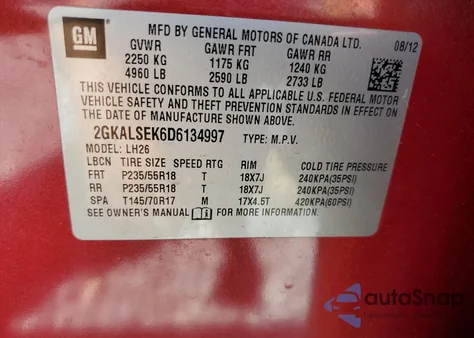 GM
MFD BY GENERAL MOTORS OF CANADA LTD. 08/12
GVWR GAWR FRT GAWR RR
2250 KG 1175 KG 1240 KG
4960 LB 2590 LB 2733 LB
THIS VEHICLE CONFORMS TO ALL APPLICABLE U.S. FEDERAL MOTOR
VEHICLE SAFETY AND THEFT PREVENTION STANDARDS IN EFFECT ON
THE DATE OF MANUFACTURE SHOWN ABOVE.
2GKALSEK6D6134997 TYPE: M.P.V.
MODEL: LH26
LBCN TIRE SIZE SPEED RTG RIM COLD TIRE PRESSURE
FRT P235/55R18 T 18X7J 240KPA(35PSI)
RR P235/55R18 T 18X7J 240KPA(35PSI)
SPA T145/70R17 M 17X4.5T 420KPA(60PSI)
SEE OWNER'S MANUAL FOR MORE INFORMATION.
autoSnap